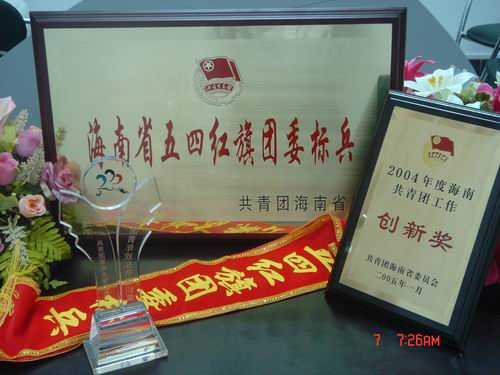 海南省五四红旗团委标兵
共青团海南省
2004年度海南
共青团工作
创新奖
共青团海南省委员会
二00五年一月
五四红旗团委标兵
7 7:26AM